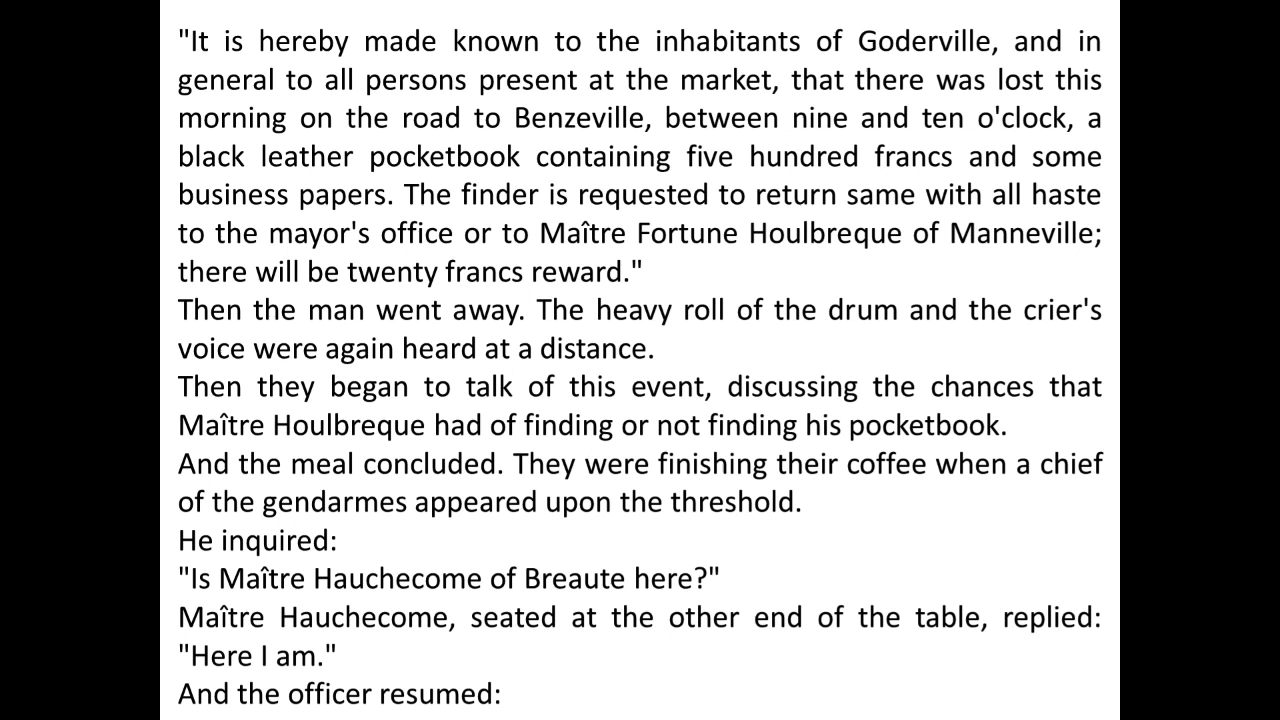 "It is hereby made known to the inhabitants of Goderville, and in
general to all persons present at the market, that there was lost this
morning on the road to Benzeville, between nine and ten o'clock, a
black leather pocketbook containing five hundred francs and some
business papers. The finder is requested to return same with all haste
to the mayor's office or to Maître Fortune Houlbreque of Manneville;
there will be twenty francs reward."
Then the man went away. The heavy roll of the drum and the crier's
voice were again heard at a distance.
Then they began to talk of this event, discussing the chances that
Maître Houlbreque had of finding or not finding his pocketbook.
And the meal concluded. They were finishing their coffee when a chief
of the gendarmes appeared upon the threshold.
He inquired:
"Is Maître Hauchecome of Breaute here?"
Maître Hauchecome, seated at the other end of the table, replied:
"Here I am."
And the officer resumed: